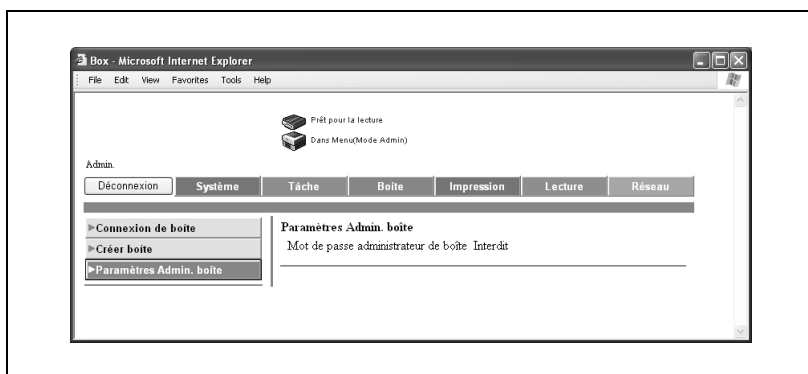 Box - Microsoft Internet Explorer
File Edit View Favorites Tools Help
Prêt pour la lecture
Dans Menu(Mode Admin)
Admin.
Déconnexion Système Tâche Boîte Impression Lecture Réseau
Connexion de boîte
Créer boîte
Paramètres Admin. boîte
Paramètres Admin. boîte
Mot de passe administrateur de boîte Interdit